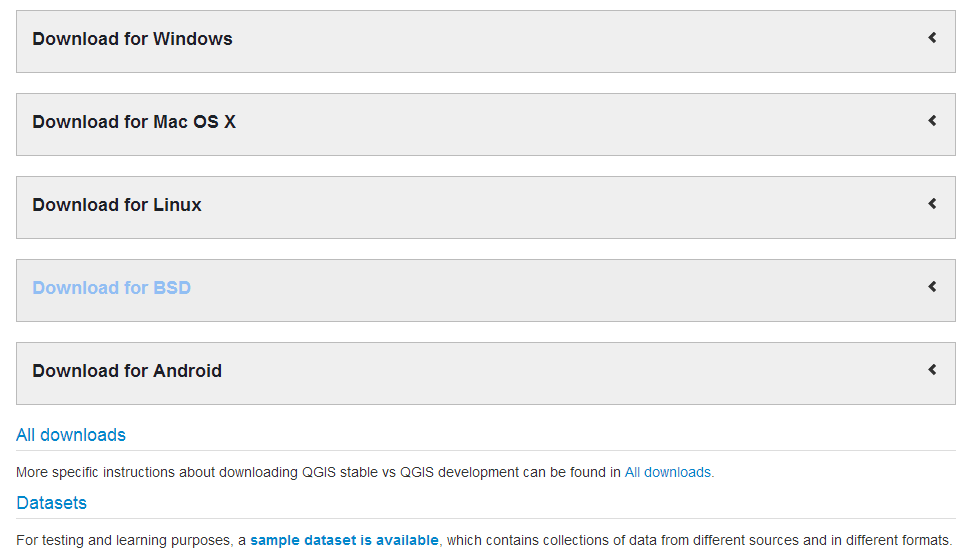 Download for Windows
Download for Mac OS X
Download for Linux
Download for BSD
Download for Android
All downloads
More specific instructions about downloading QGIS stable vs QGIS development can be found in All downloads.
Datasets
For testing and learning purposes, a sample dataset is available, which contains collections of data from different sources and in different formats.